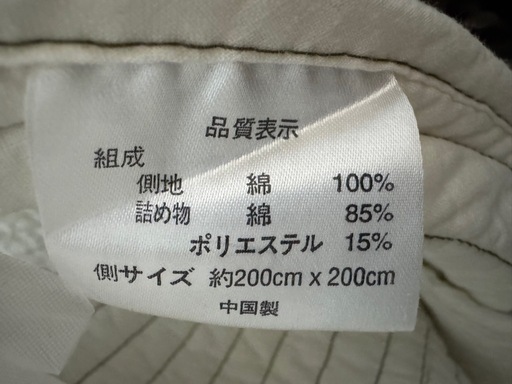 品質表示
組成
側地 綿 100%
詰め物 綿 85%
ポリエステル 15%
側サイズ 約200cm x 200cm
中国製